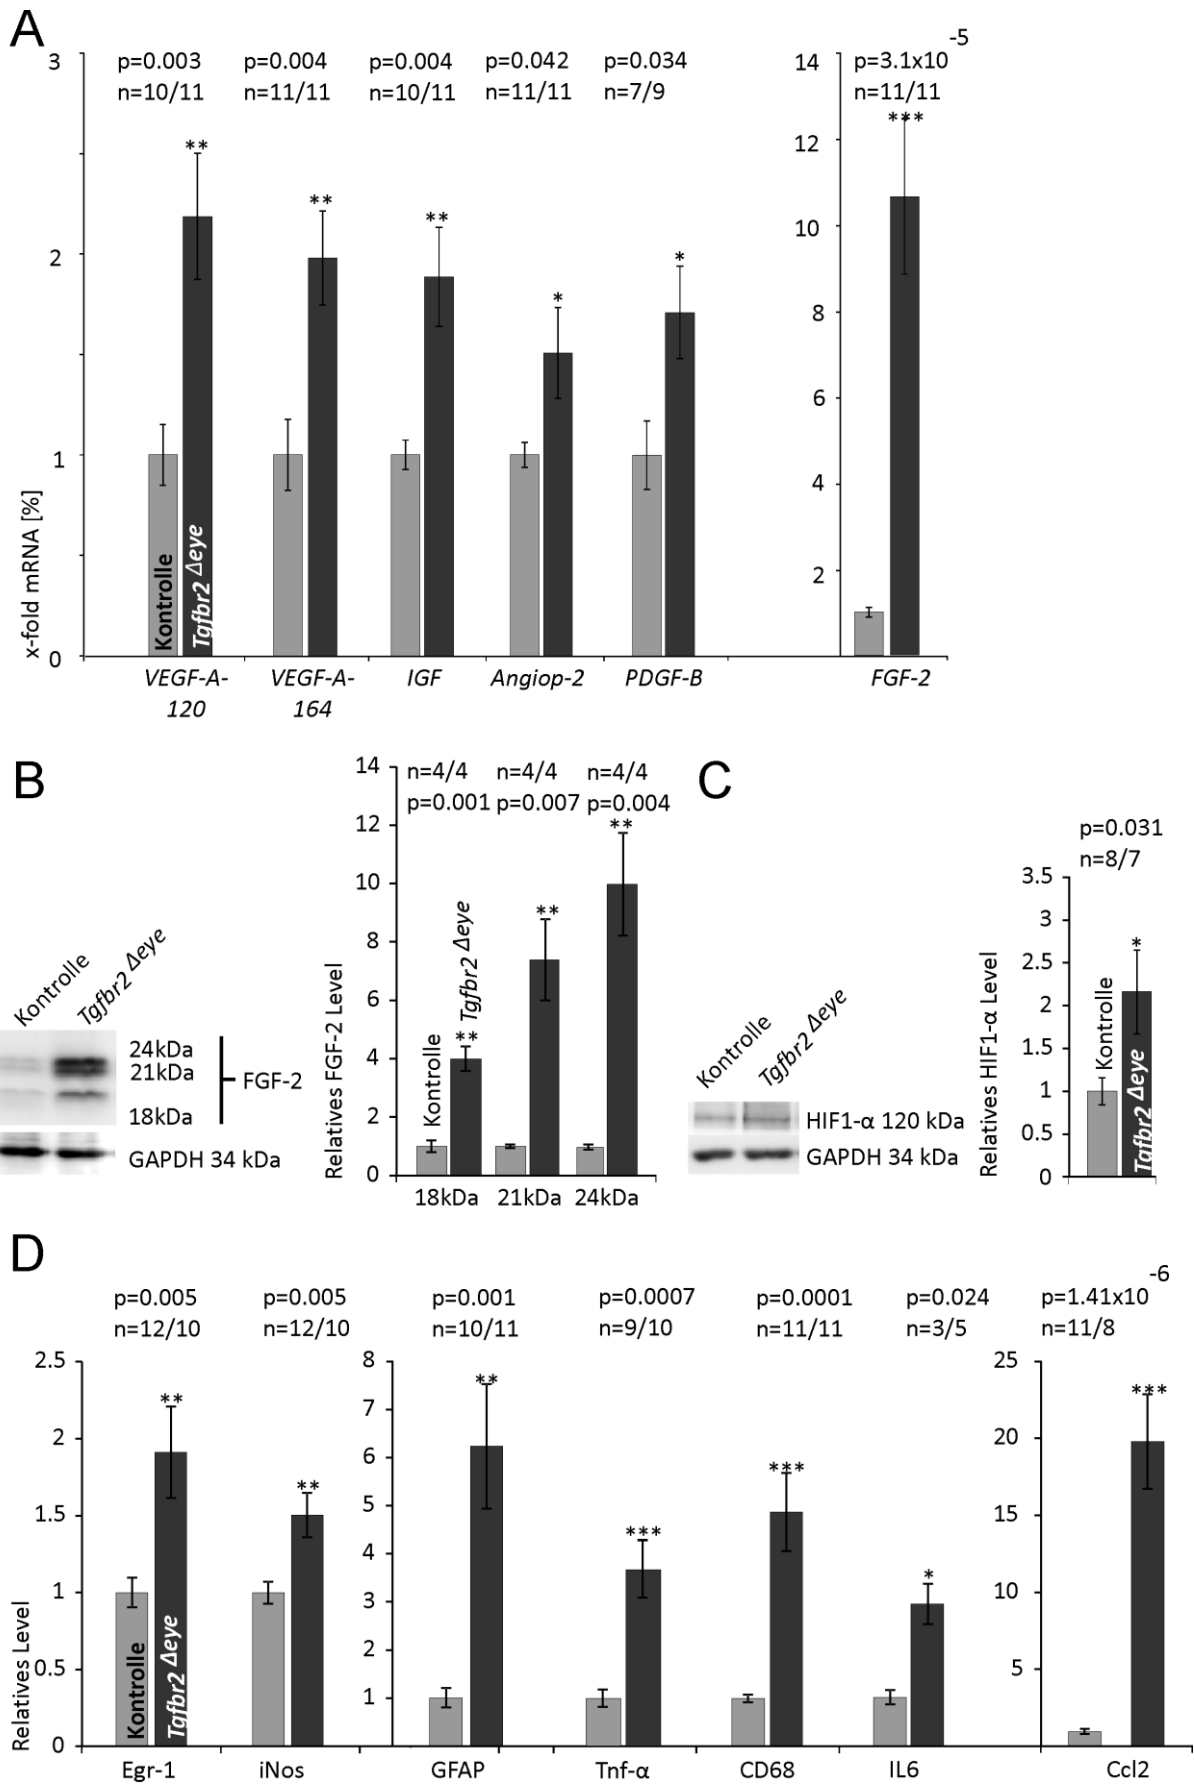 A
-5
p=0.003 p=0.004 p=0.004 p=0.042 p=0.034 p=3.1x10
n=10/11 n=11/11 n=10/11 n=11/11 n=7/9 n=11/11
3
2
1
0
14
12
10
8
6
4
2
** ** ** * * ***
x-fold mRNA [%]
Kontrolle
Tgfbr2 Δeye
VEGF-A- VEGF-A- IGF Angiop-2 PDGF-B FGF-2
120 164
B
Kontrolle
Tgfbr2 Δeye
24kDa
21kDa
18kDa
FGF-2
GAPDH 34 kDa
n=4/4 n=4/4 n=4/4
p=0.001 p=0.007 p=0.004
14
12
10
8
6
4
2
0
** ** **
Relatives FGF-2 Level
Kontrolle
Tgfbr2 Δeye
18kDa 21kDa 24kDa
C
Kontrolle
Tgfbr2 Δeye
HIF1-α 120 kDa
GAPDH 34 kDa
p=0.031
n=8/7
3.5
3
2.5
2
1.5
1
0.5
0
*
Relatives HIF1-α Level
Kontrolle
Tgfbr2 Δeye
D
-6
p=0.005 p=0.005 p=0.001 p=0.0007 p=0.0001 p=0.024 p=1.41x10
n=12/10 n=12/10 n=10/11 n=9/10 n=11/11 n=3/5 n=11/8
2.5
2
1.5
1
0.5
0
8
7
6
5
4
3
2
1
25
20
15
10
5
** ** ** *** *** * ***
Relatives Level
Kontrolle
Tgfbr2 Δeye
Egr-1 iNos GFAP Tnf-α CD68 IL6 Ccl2